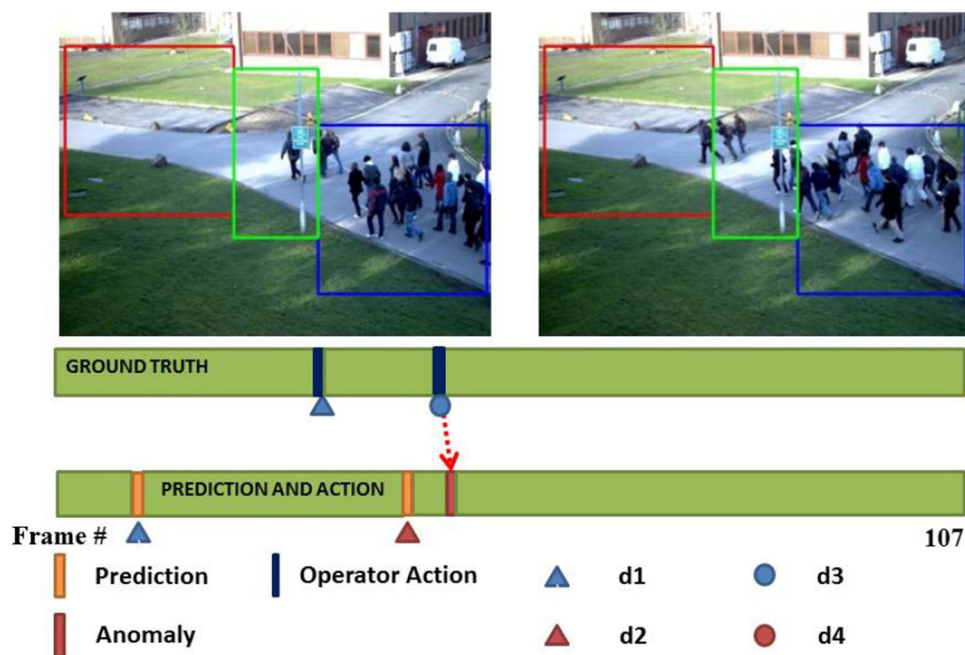 GROUND TRUTH
PREDICTION AND ACTION
Frame #
107
Prediction
Operator Action
d1
d3
Anomaly
d2
d4